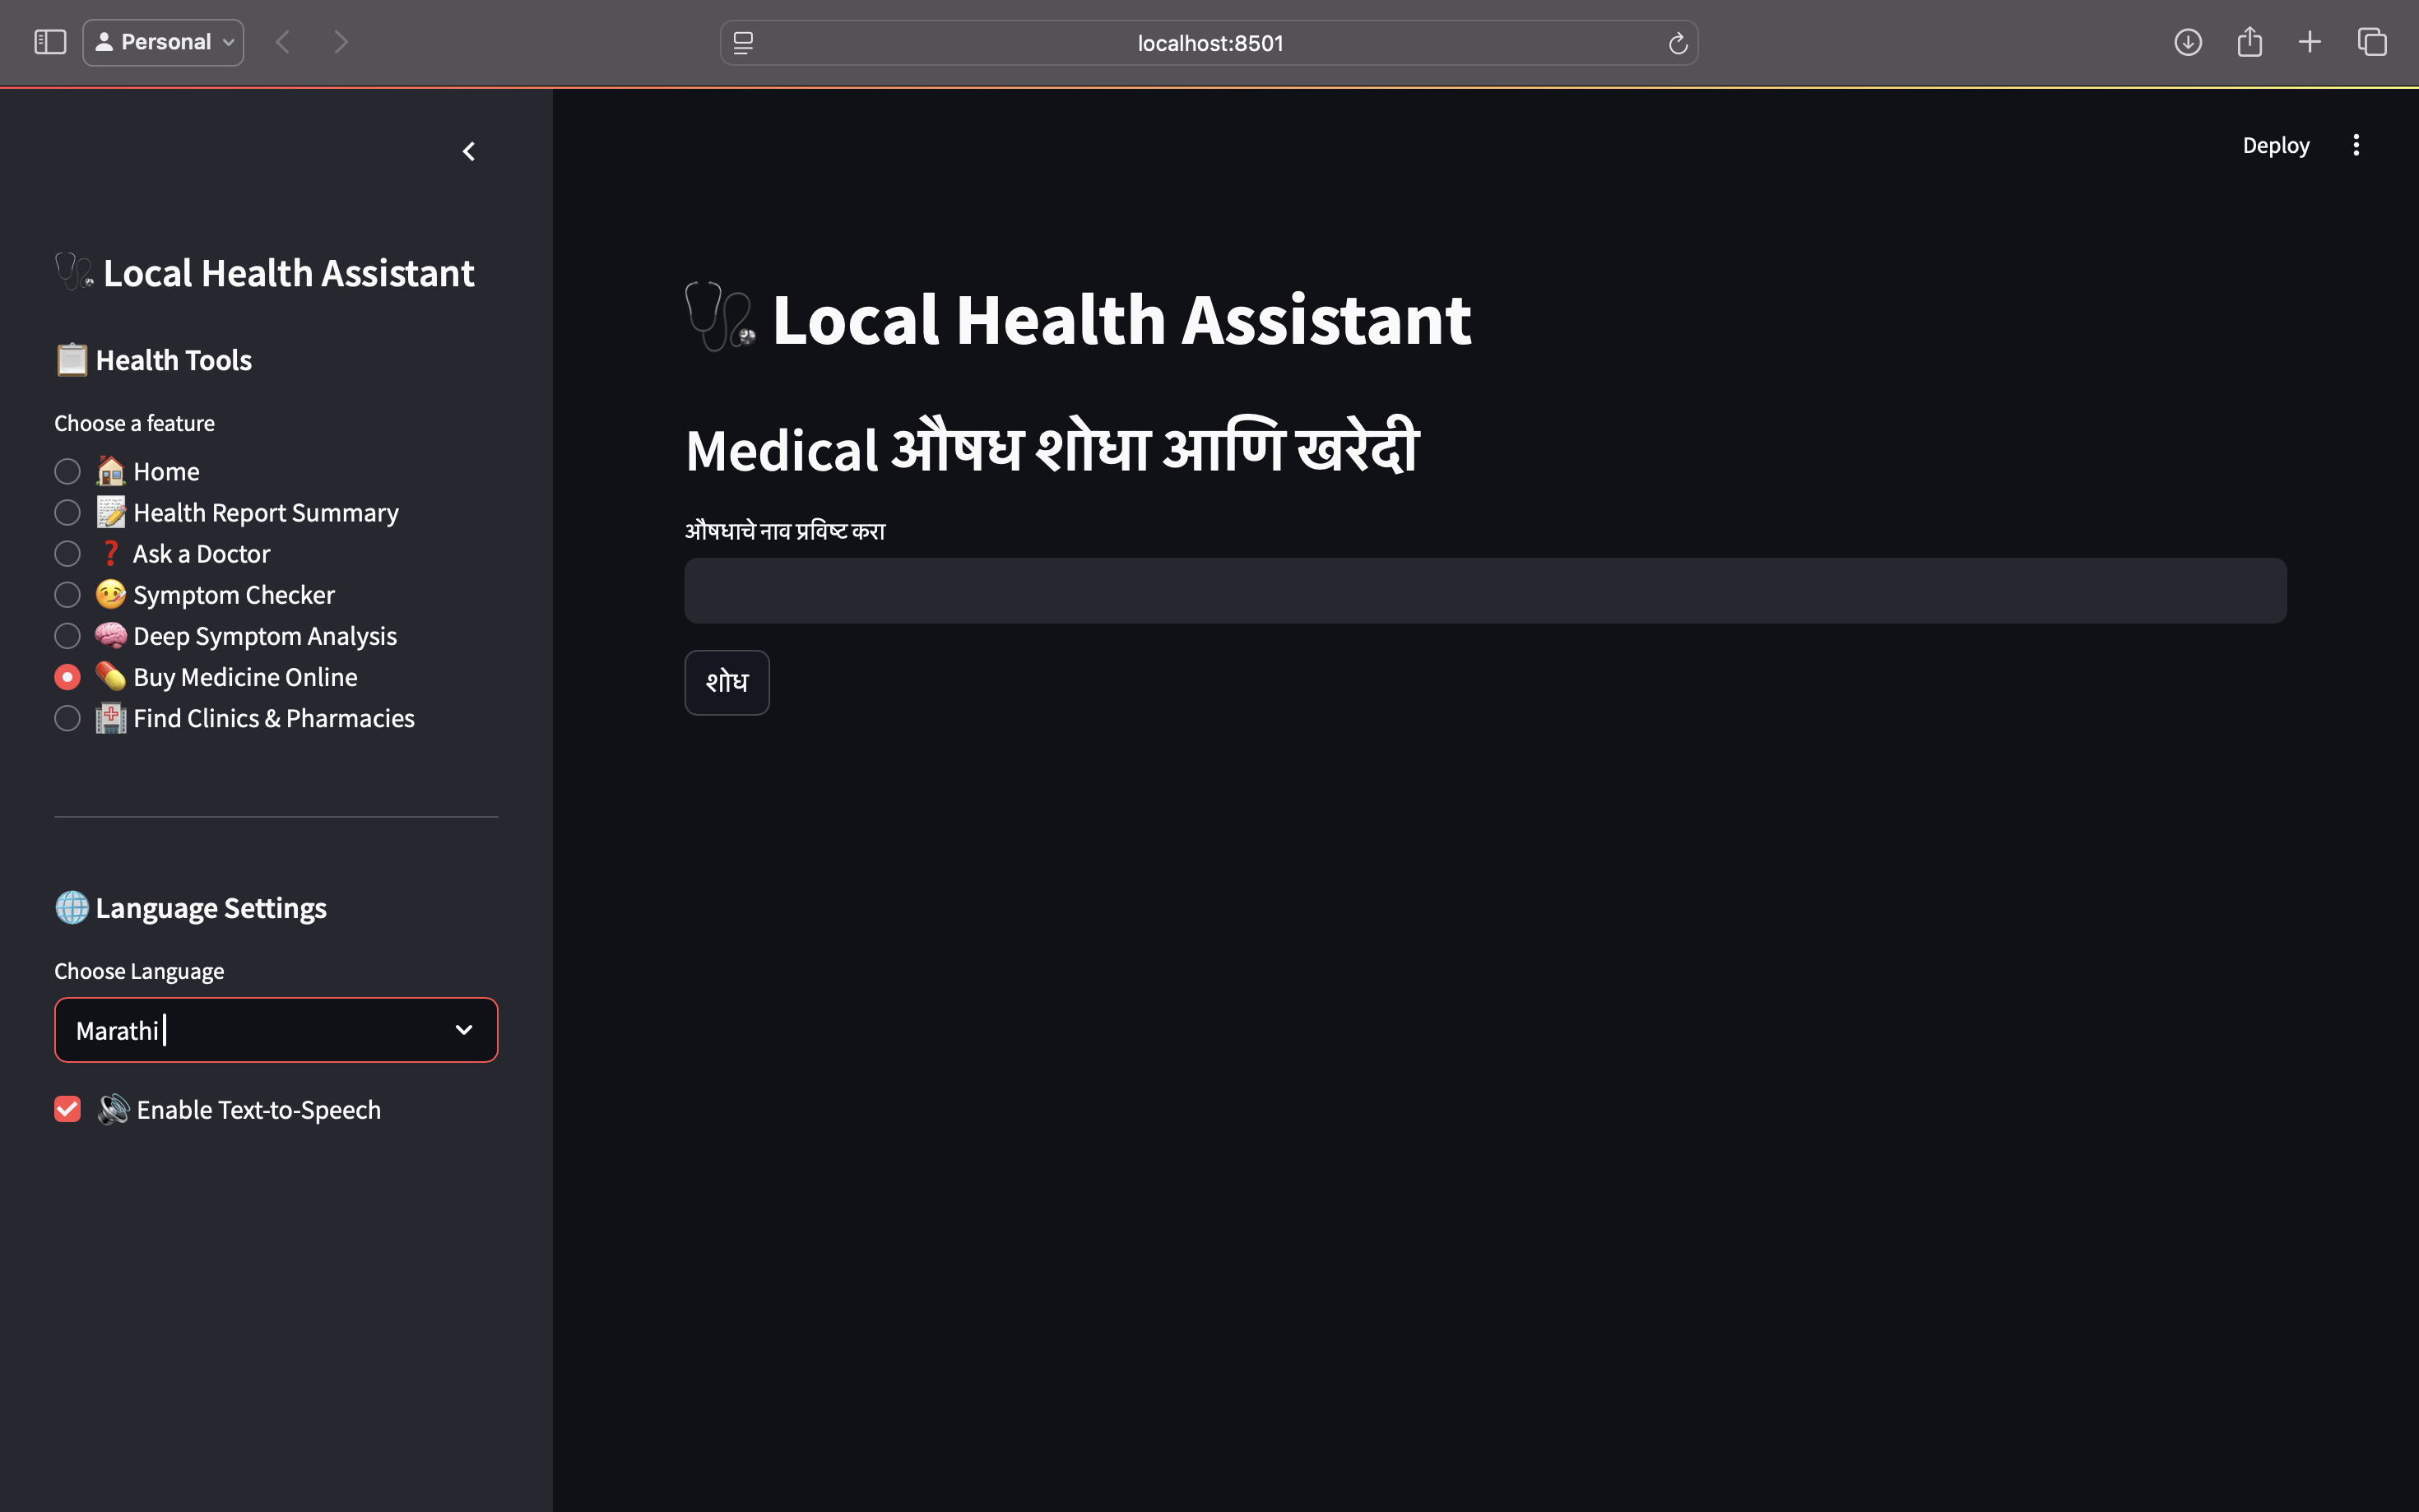 Personal
localhost:8501
Deploy
Local Health Assistant
Health Tools
Choose a feature
Home
Health Report Summary
Ask a Doctor
Symptom Checker
Deep Symptom Analysis
Buy Medicine Online
Find Clinics & Pharmacies
Language Settings
Choose Language
Marathi
Enable Text-to-Speech
Local Health Assistant
Medical औषध शोधा आणि खरेदी
औषधाचे नाव प्रविष्ट करा
शोध